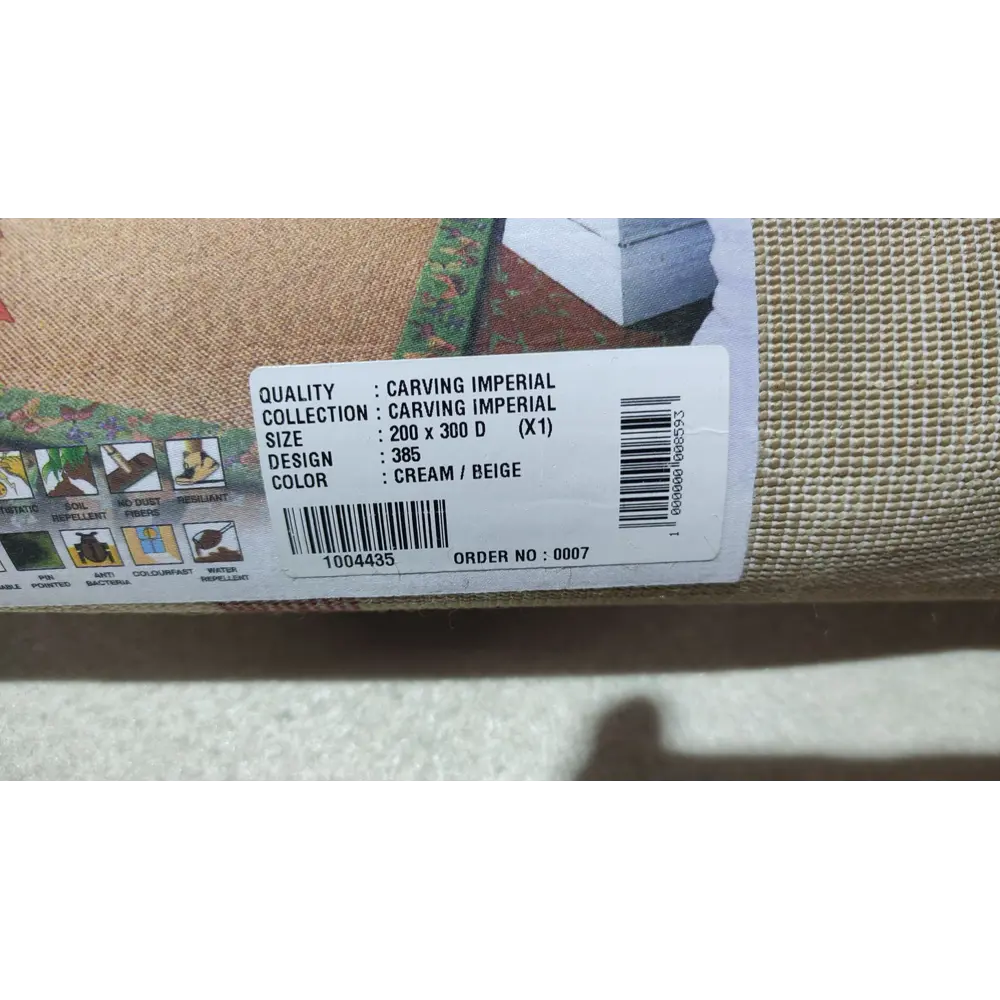 QUALITY : CARVING IMPERIAL
COLLECTION : CARVING IMPERIAL
SIZE : 200 x 300 D (X1)
DESIGN : 385
COLOR : CREAM / BEIGE
1004435
ORDER NO : 0007
1 000000 008593
SOIL REPELLENT
NO DUST FIBERS
RESILIANT
PIN POINTED
ANTI BACTERIA
COLOURFAST
WATER REPELLENT